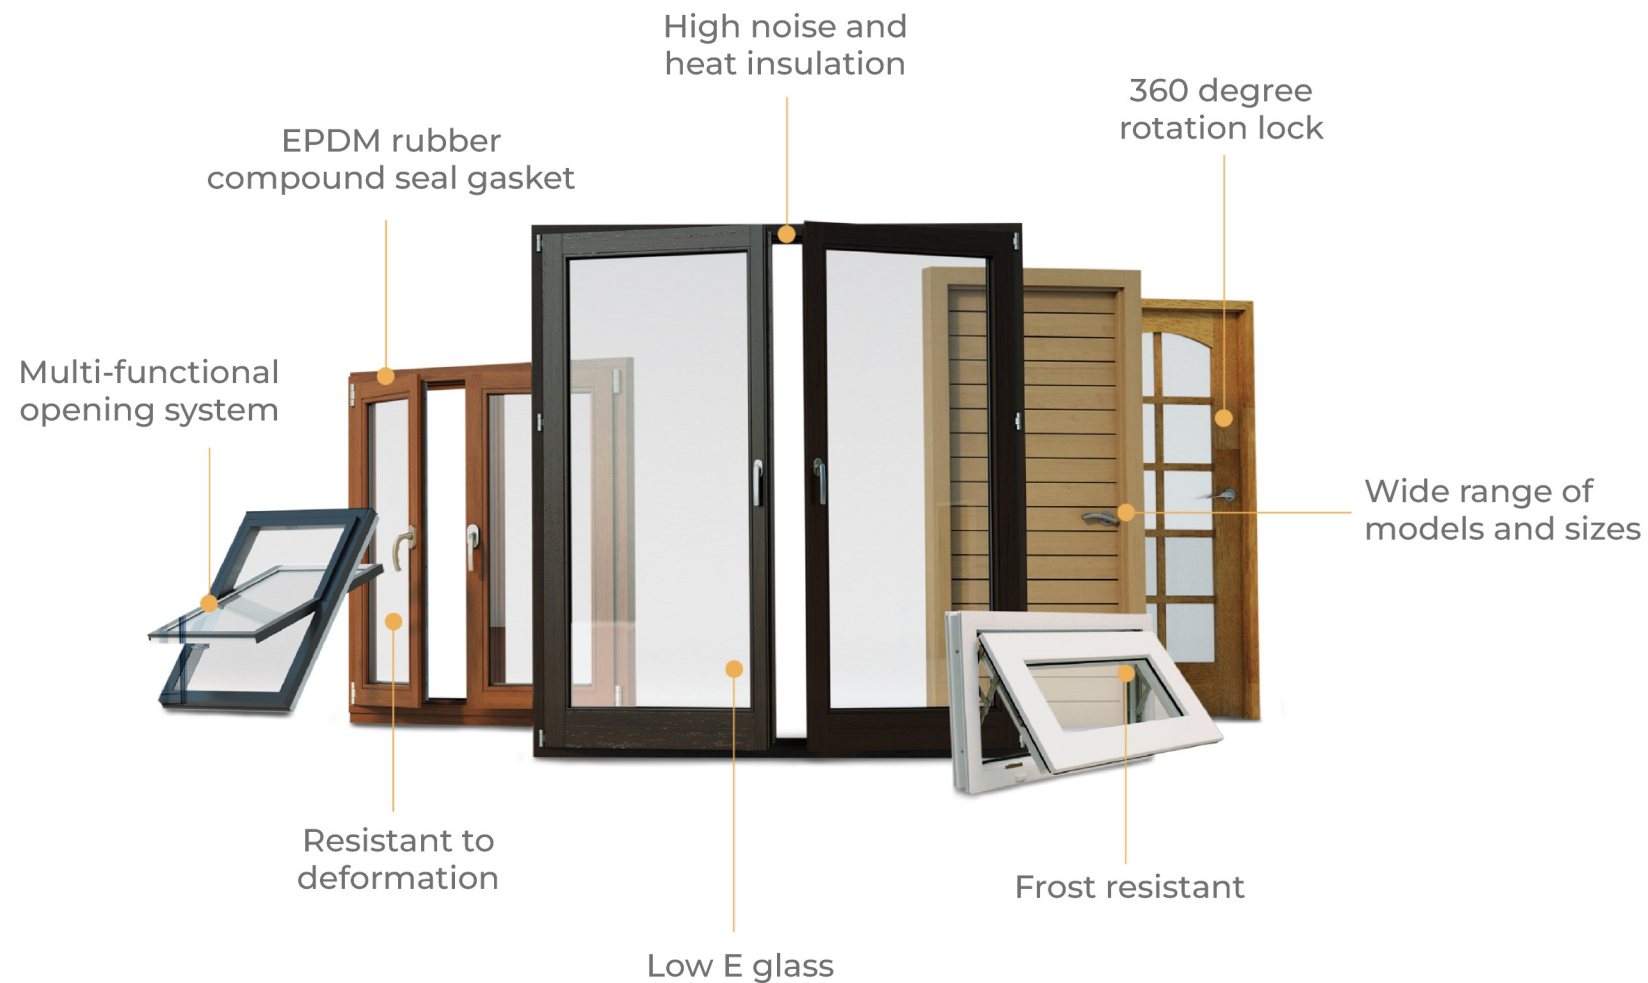 High noise and
heat insulation
360 degree
rotation lock
EPDM rubber
compound seal gasket
Multi-functional
opening system
Wide range of
models and sizes
Resistant to
deformation
Frost resistant
Low E glass